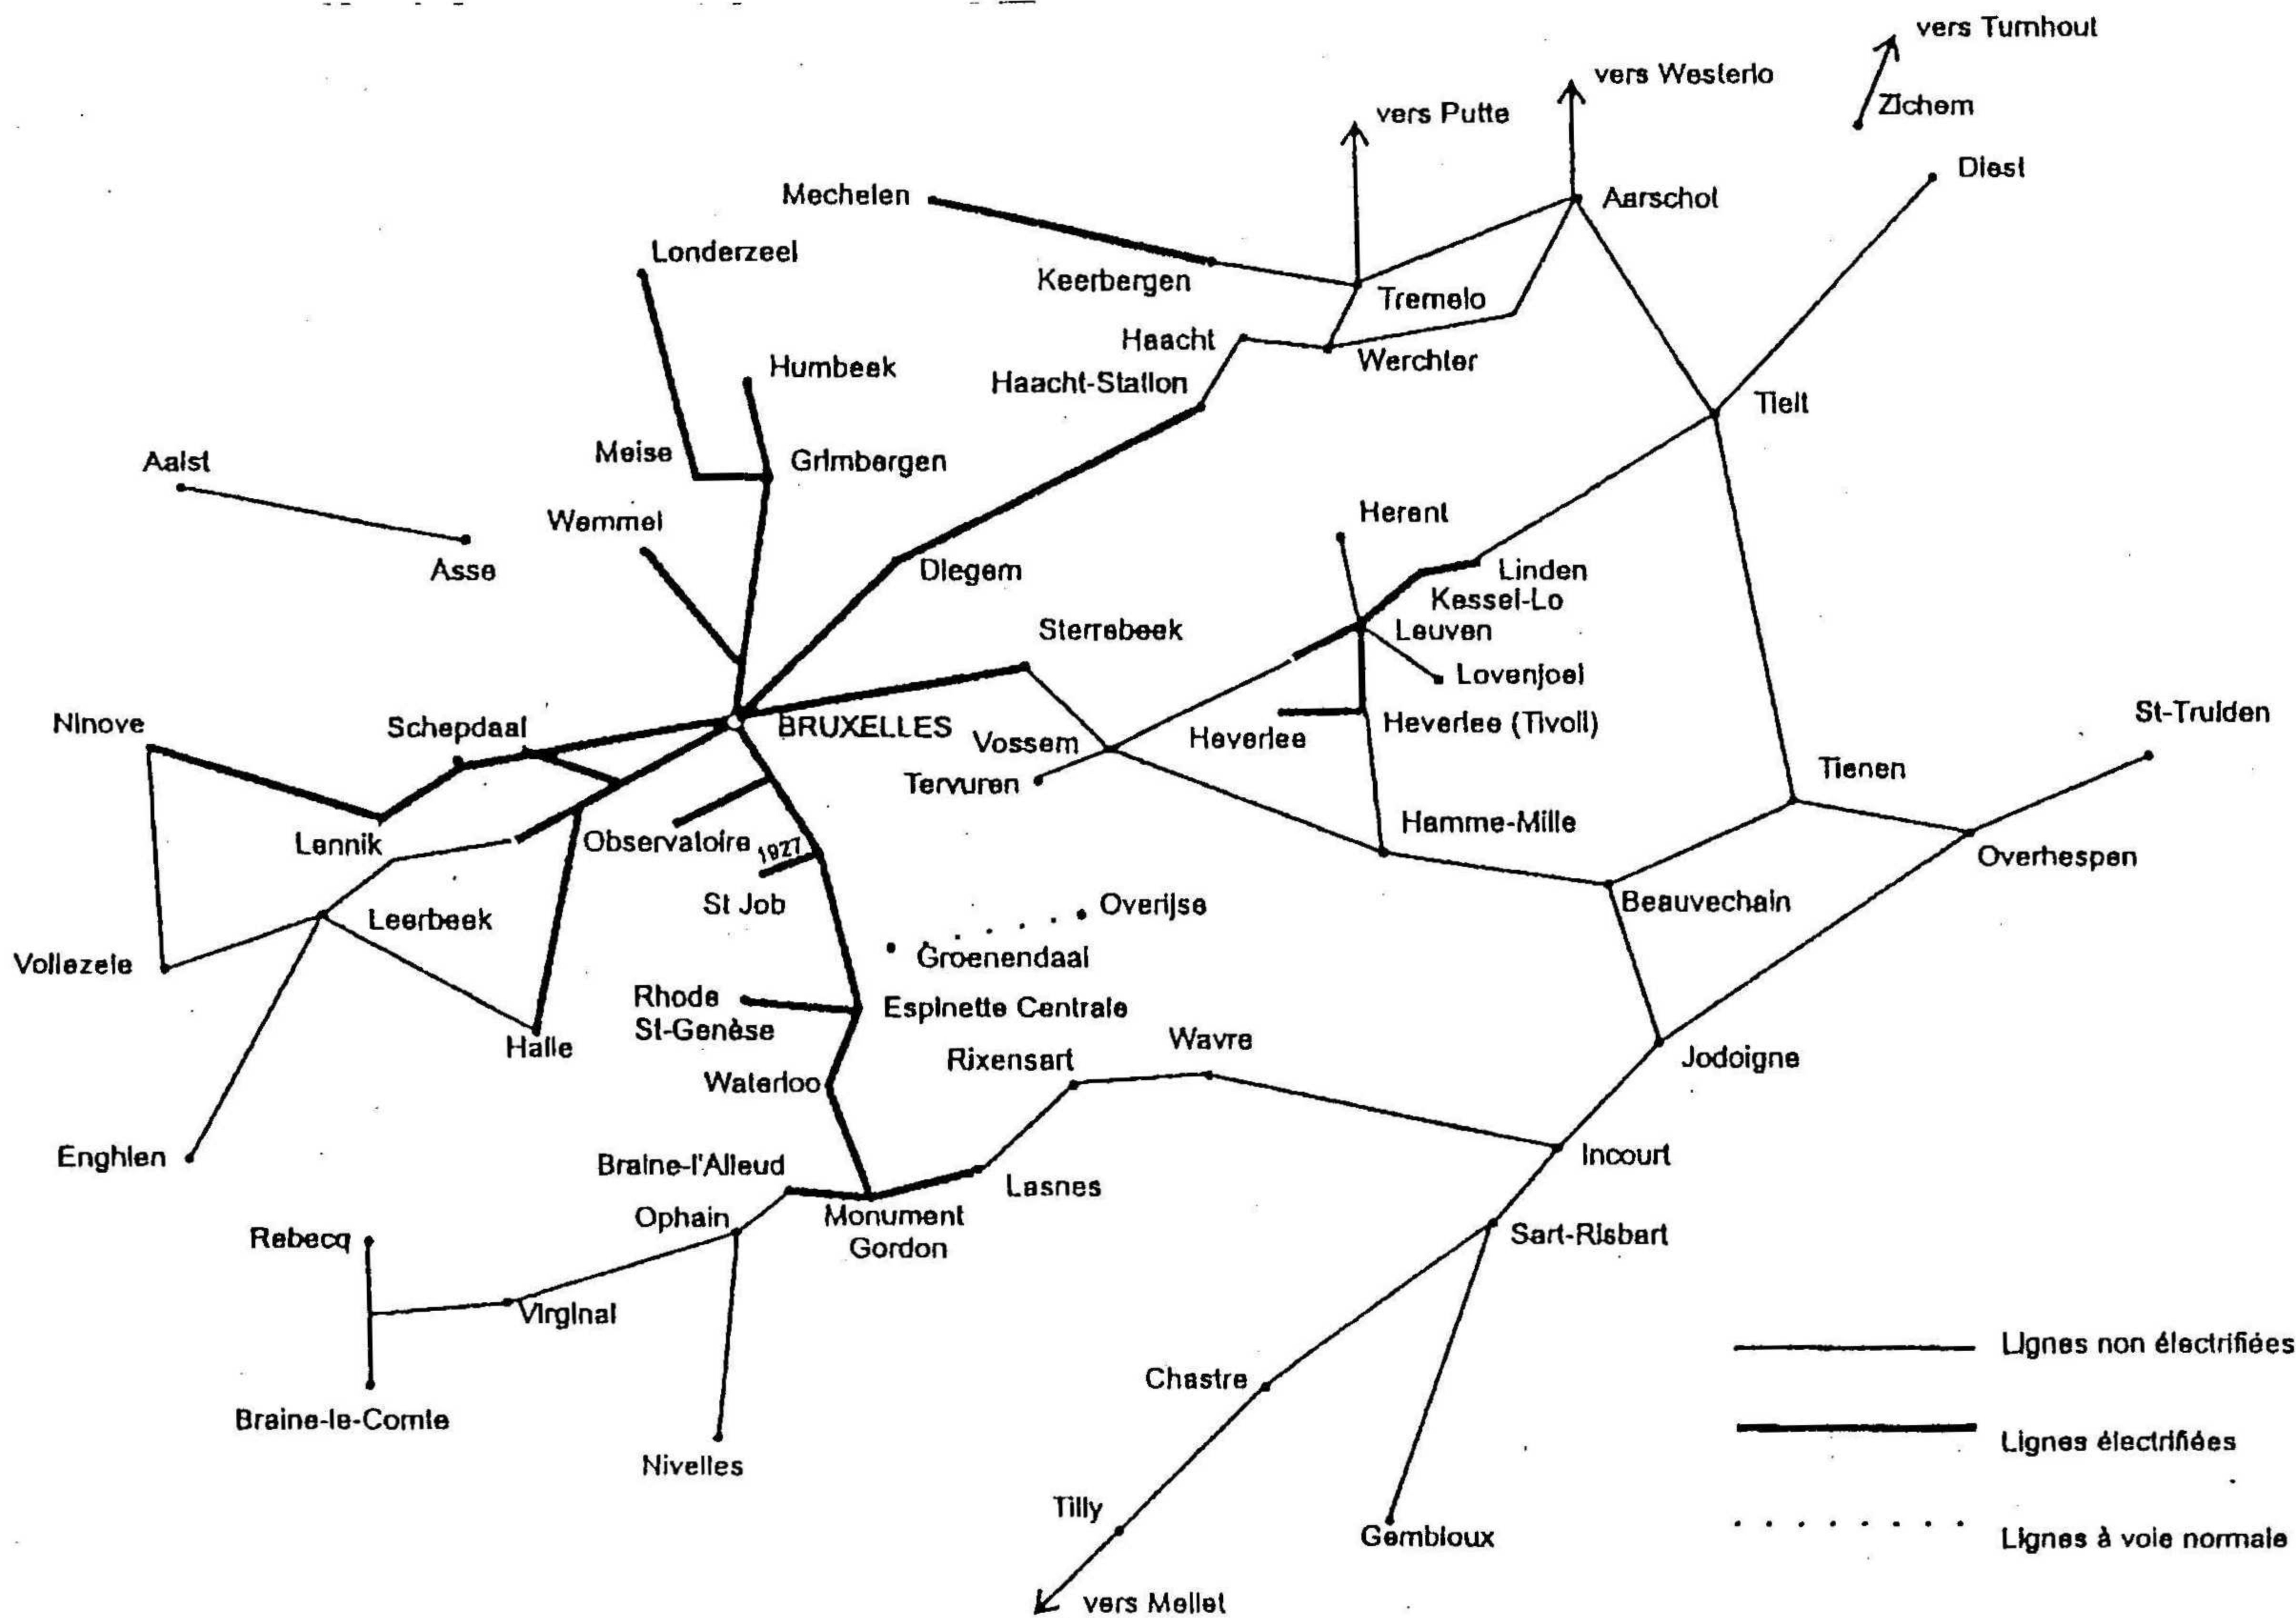 vers Turnhout
vers Westerlo
Zichem
vers Putte
Diest
Mechelen
Aarschot
Londerzeel
Keerbergen
Tremelo
Haacht
Werchter
Humbeek
Haacht-Station
Tielt
Meise
Grimbergen
Aalst
Wemmel
Herent
Asse
Diegem
Linden
Kessel-Lo
Sterrebeek
Leuven
Lovenjoel
Ninove
Schepdaal
BRUXELLES
Vossem
Heverlee
Heverlee (Tivoli)
St-Truiden
Tervuren
Tienen
Lennik
Observatoire
1927
Hamme-Mille
Overhespen
St Job
Overijse
Beauvechain
Leerbeek
Groenendaal
Vollezele
Rhode
St-Genèse
Espinette Centrale
Halle
Wavre
Rixensart
Jodoigne
Waterloo
Enghien
Braine-l'Alleud
Lasnes
Incourt
Ophain
Monument
Gordon
Rebecq
Sart-Risbart
Virginal
Lignes non électrifiées
Chastre
Braine-le-Comte
Lignes électrifiées
Nivelles
Tilly
Gembloux
Lignes à voie normale
vers Mellet